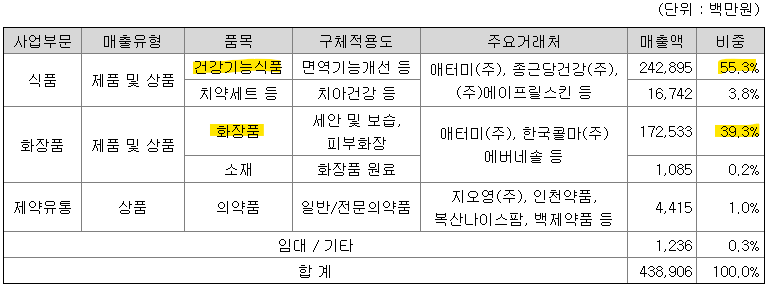 (단위 : 백만원)
사업부문 매출유형 품목 구체적용도 주요거래처 매출액 비중
식품 제품 및 상품 건강기능식품 면역기능개선 등 애터미(주), 종근당건강(주), (주)에이프릴스킨 등 242,895 55.3%
치약세트 등 치아건강 등 16,742 3.8%
화장품 제품 및 상품 화장품 세안 및 보습, 피부화장 애터미(주), 한국콜마(주) 에버네솔 등 172,533 39.3%
소재 화장품 원료 1,085 0.2%
제약유통 상품 의약품 일반/전문의약품 지오영(주), 인천약품, 복산나이스팜, 백제약품 등 4,415 1.0%
임대 / 기타 1,236 0.3%
합 계 438,906 100.0%